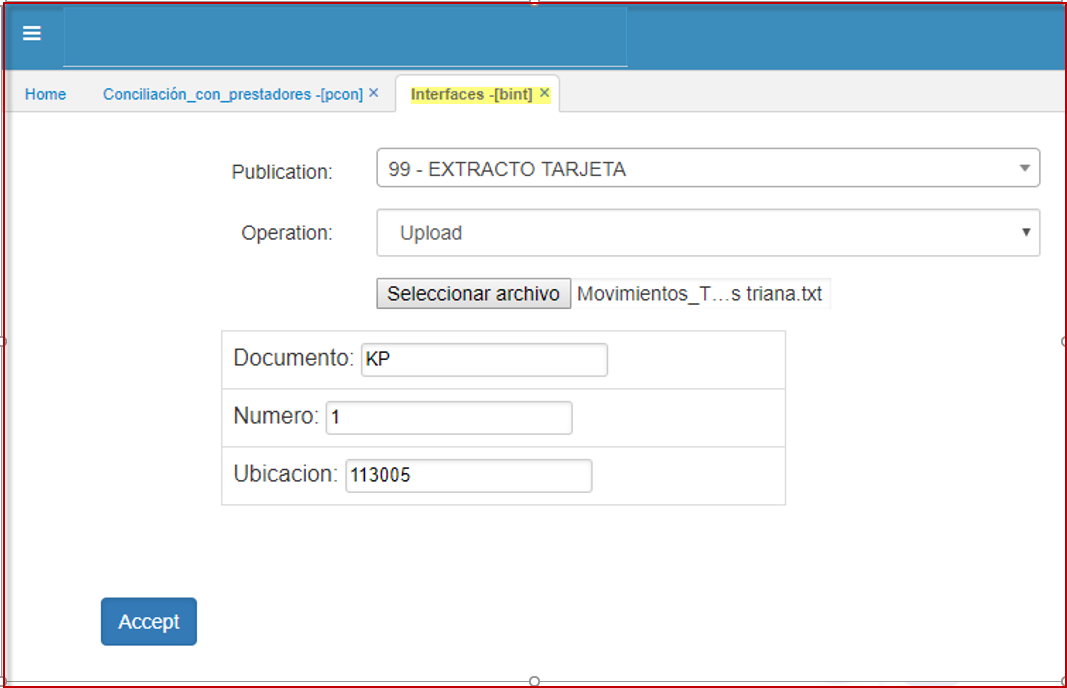 Home Conciliación_con_prestadores -[pcon] × Interfaces -[bint] ×
Publication: 99 - EXTRACTO TARJETA
Operation: Upload
Seleccionar archivo Movimientos_T...s triana.txt
Documento: KP
Numero: 1
Ubicacion: 113005
Accept